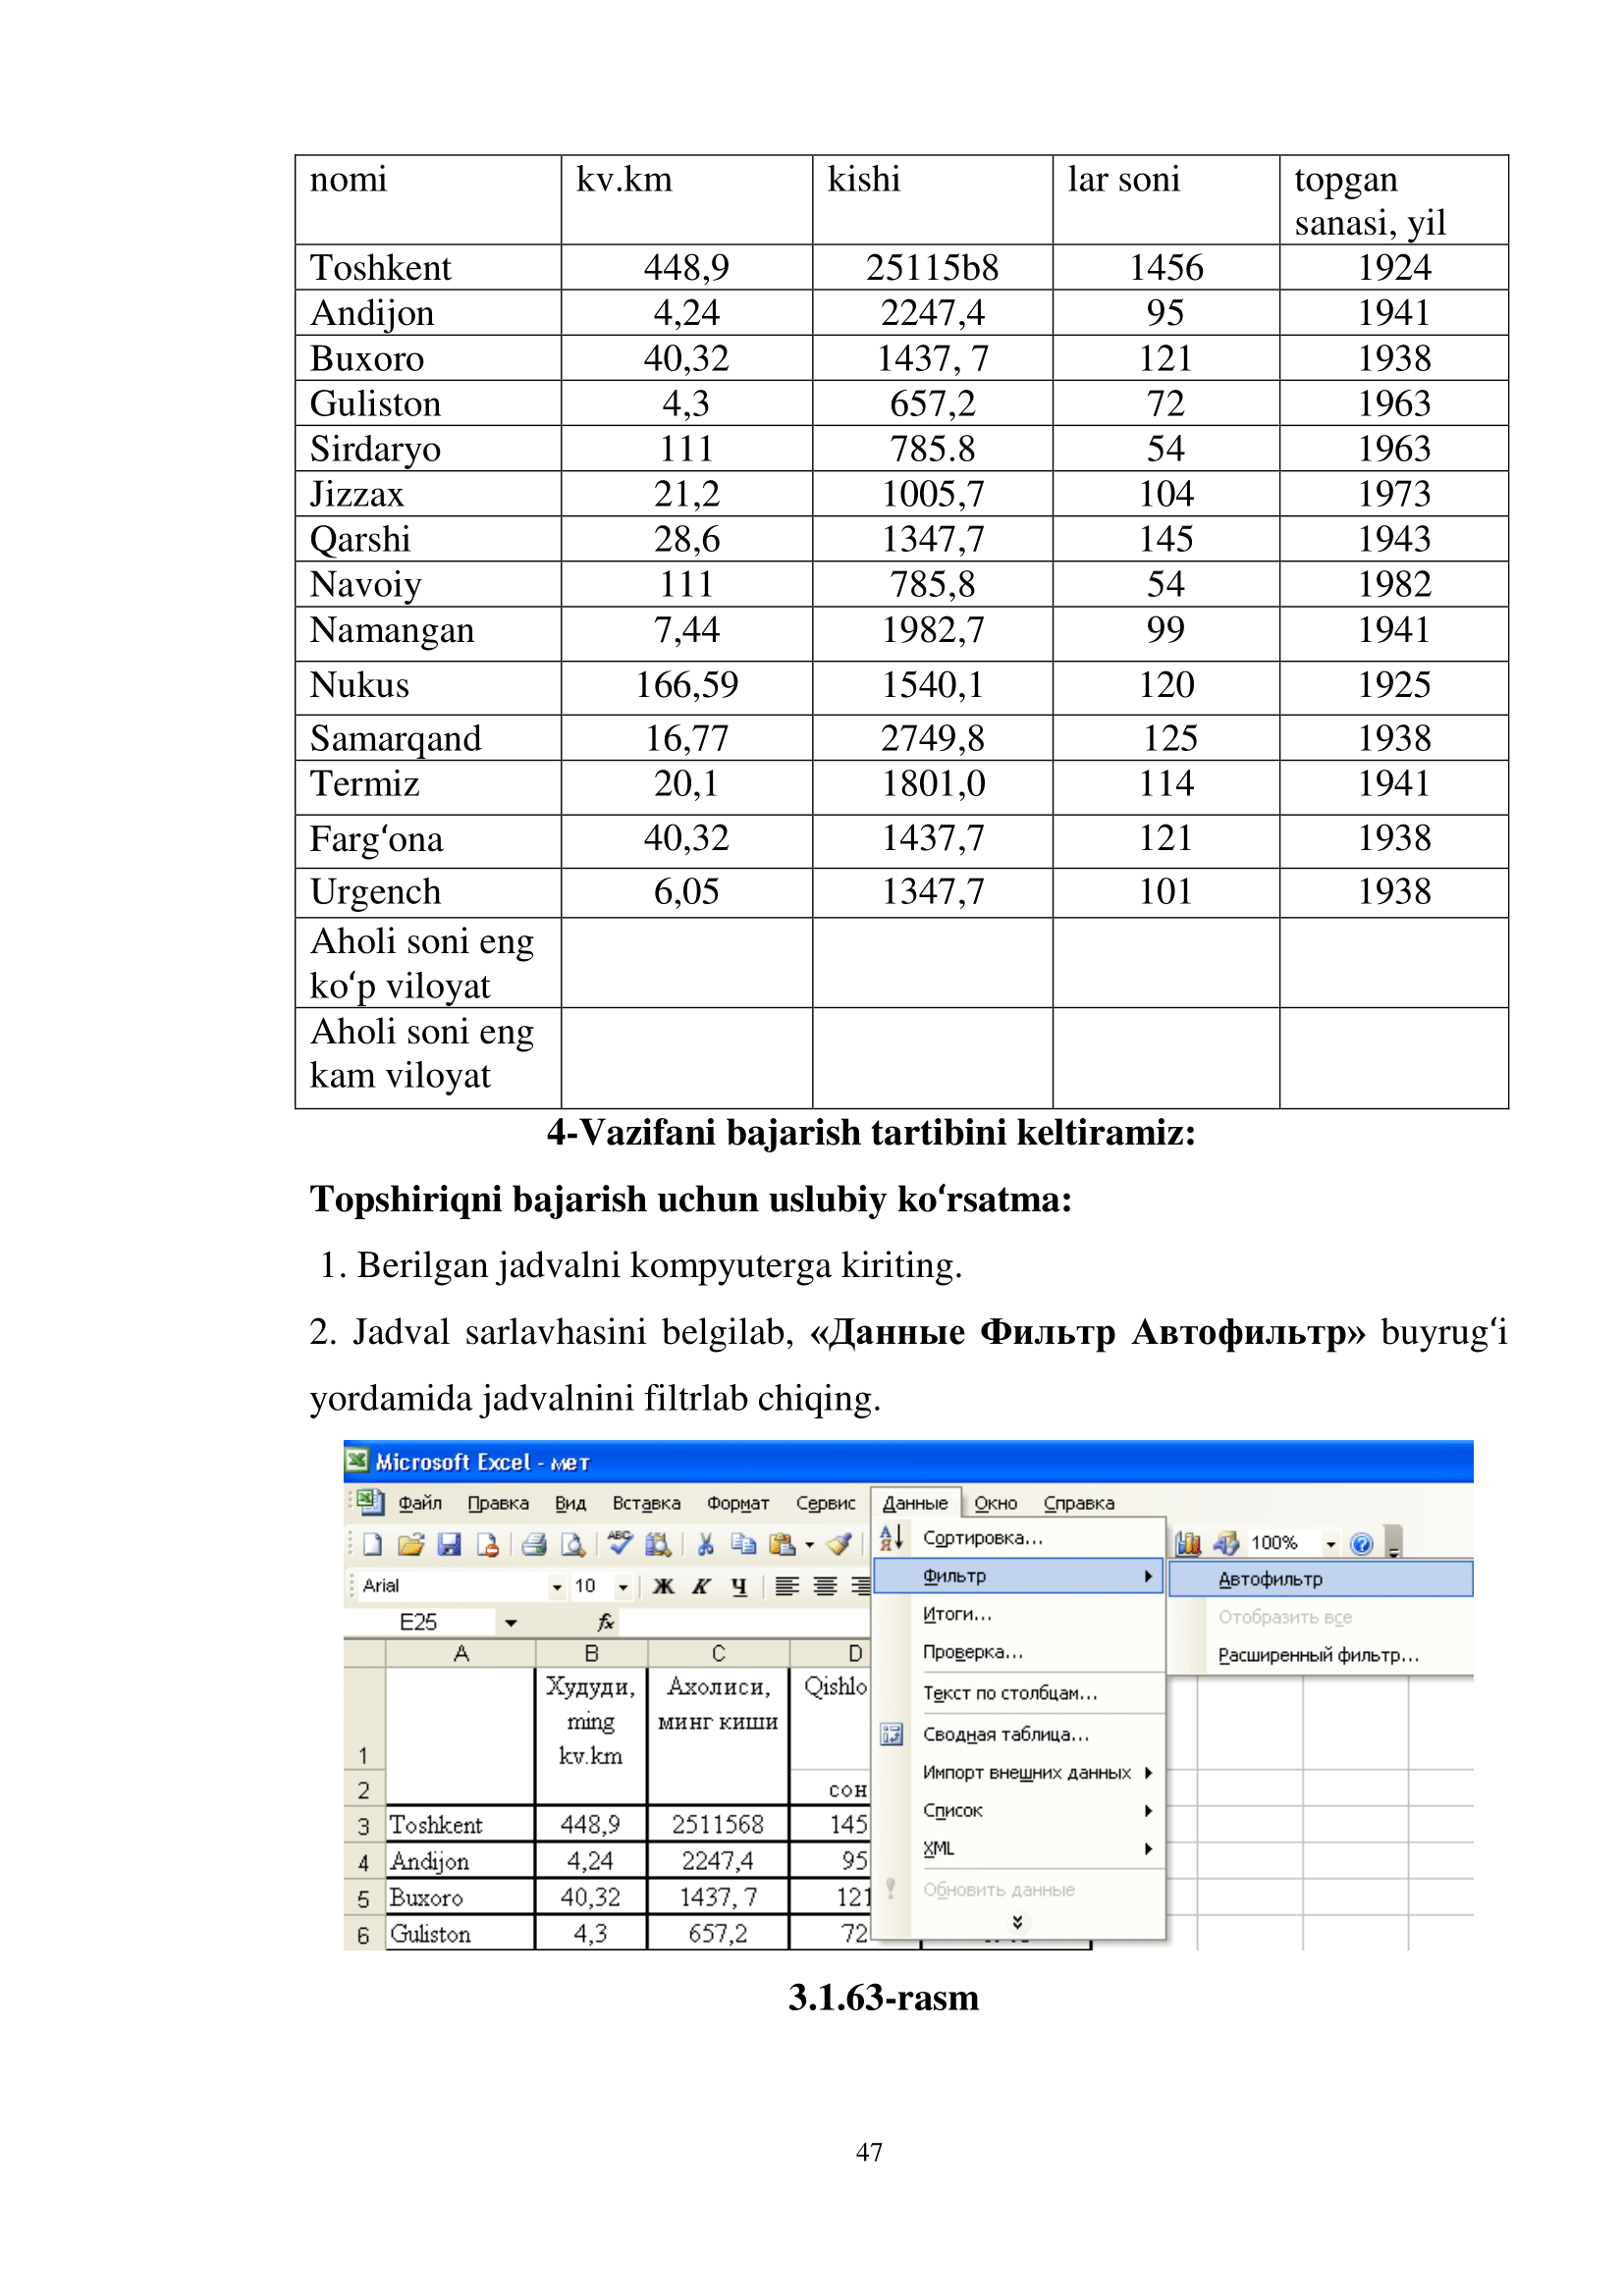 nomi kv.km kishi lar soni topgan
sanasi, yil
Toshkent 448,9 25115b8 1456 1924
Andijon 4,24 2247,4 95 1941
Buxoro 40,32 1437, 7 121 1938
Guliston 4,3 657,2 72 1963
Sirdaryo 111 785.8 54 1963
Jizzax 21,2 1005,7 104 1973
Qarshi 28,6 1347,7 145 1943
Navoiy 111 785,8 54 1982
Namangan 7,44 1982,7 99 1941
Nukus 166,59 1540,1 120 1925
Samarqand 16,77 2749,8 125 1938
Termiz 20,1 1801,0 114 1941
Farg‘ona 40,32 1437,7 121 1938
Urgench 6,05 1347,7 101 1938
Aholi soni eng
ko‘p viloyat
Aholi soni eng
kam viloyat
4-Vazifani bajarish tartibini keltiramiz:
Topshiriqni bajarish uchun uslubiy ko‘rsatma:
1. Berilgan jadvalni kompyuterga kiriting.
2. Jadval sarlavhasini belgilab, «Данные Фильтр Автофильтр» buyrug‘i
yordamida jadvalnini filtrlab chiqing.
Microsoft Excel - мет
Файл Правка Вид Вставка Формат Сервис Данные Окно Справка
Сортировка...
100%
Arial 10 Ж К Ч
Фильтр Автофильтр
Итоги... Отобразить все
E25 fx
Проверка... Расширенный фильтр...
A B C D
Текст по столбцам...
Сводная таблица...
Импорт внешних данных
Список
XML
Обновить данные
1 Худуди, Ахолиси, Qishlo
ming минг киши
kv.km
2 сон
3 Toshkent 448,9 2511568 145
4 Andijon 4,24 2247,4 95
5 Buxoro 40,32 1437, 7 121
6 Guliston 4,3 657,2 72
3.1.63-rasm
47